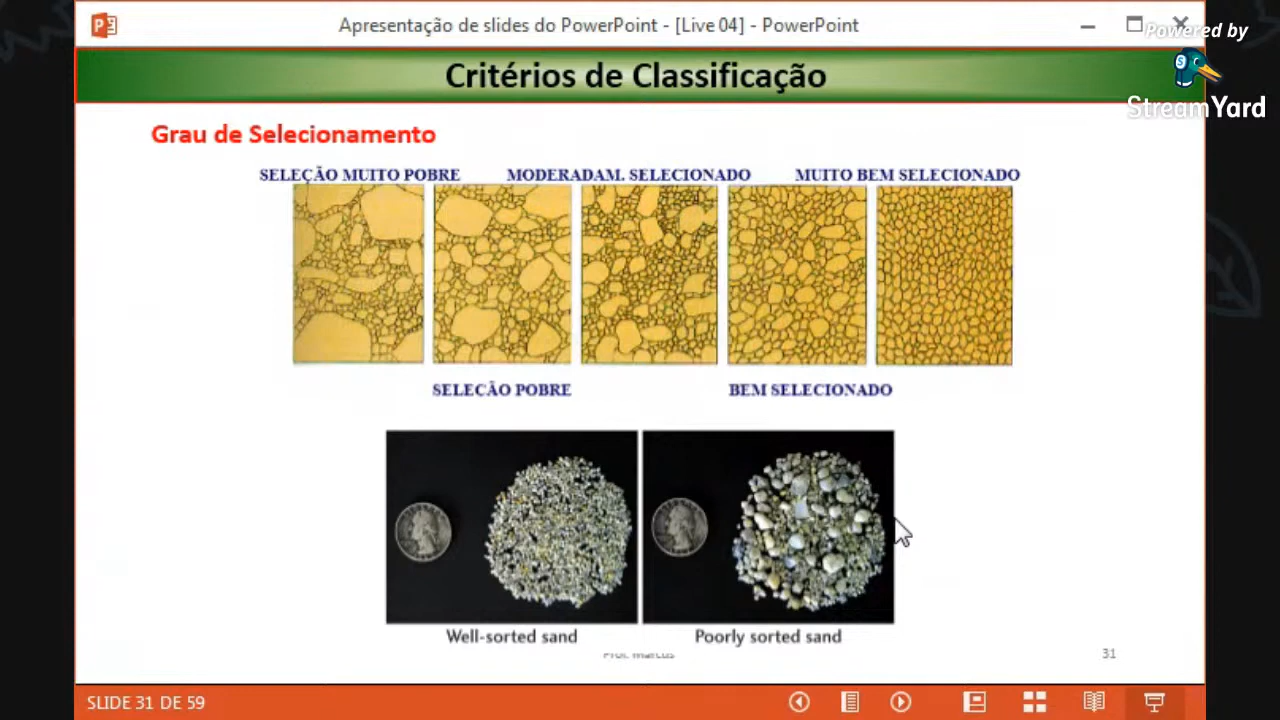 Apresentação de slides do PowerPoint - [Live 04] - PowerPoint
Powered by
StreamYard
Critérios de Classificação
Grau de Selecionamento
SELEÇÃO MUITO POBRE
MODERADAM. SELECIONADO
MUITO BEM SELECIONADO
SELEÇÃO POBRE
BEM SELECIONADO
Well-sorted sand
Poorly sorted sand
Prof. Marcus
31
SLIDE 31 DE 59